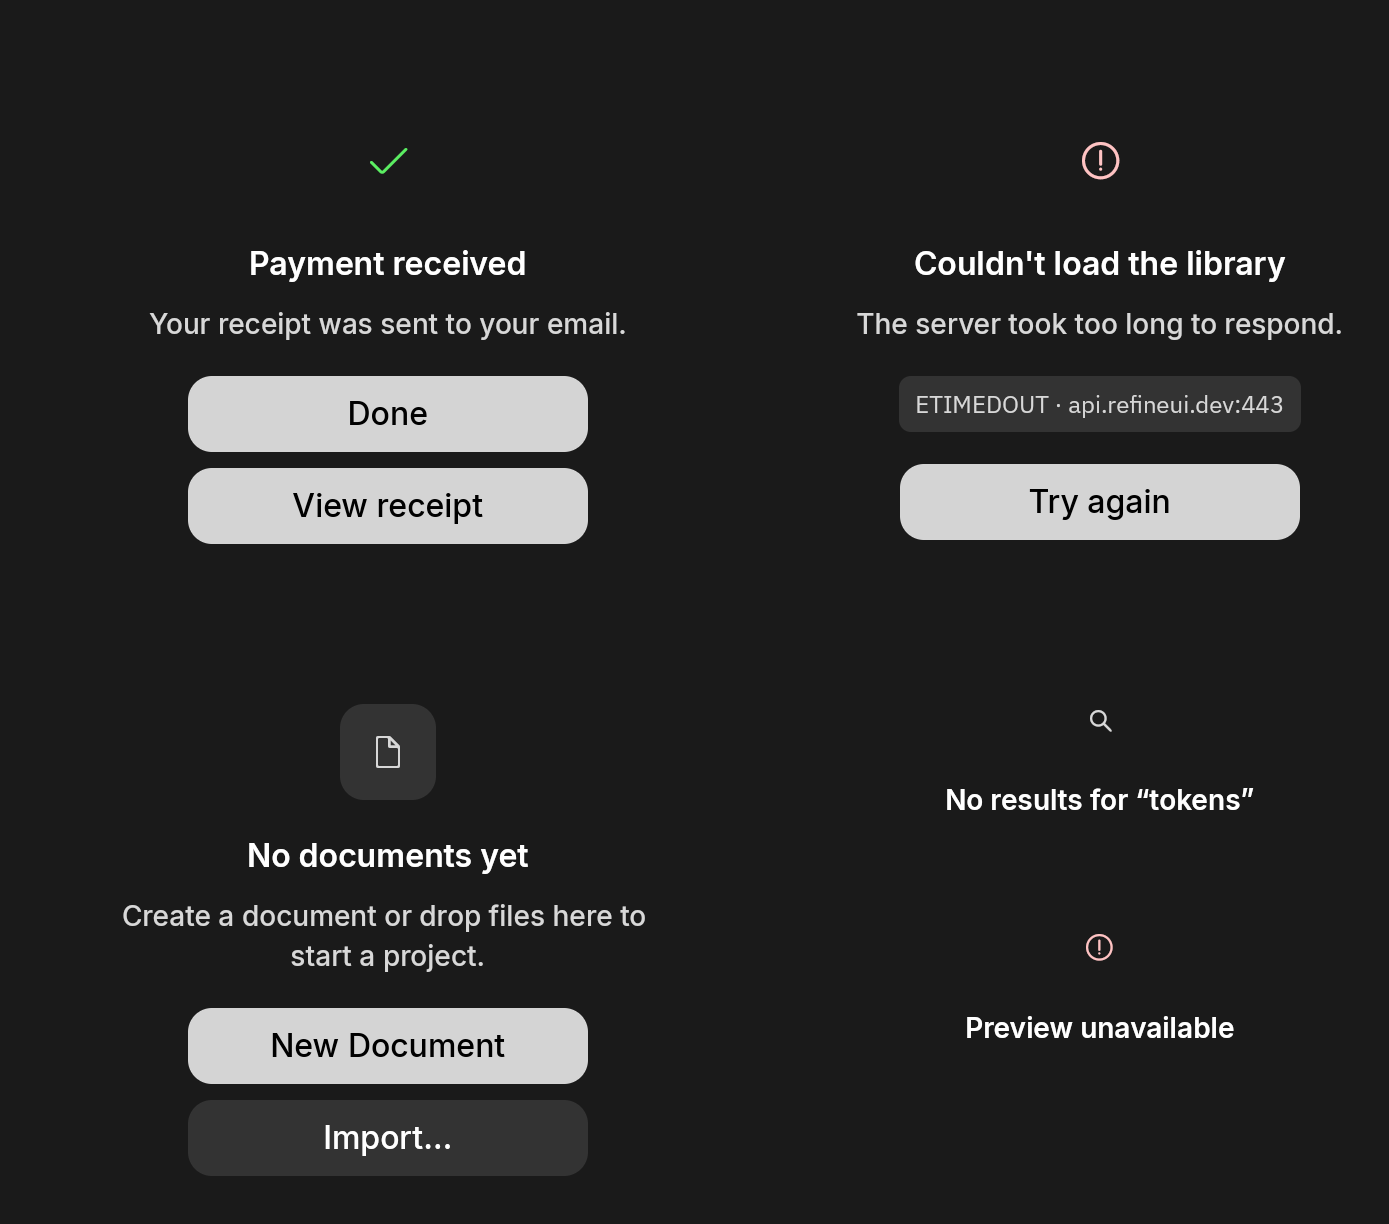 Payment received
Your receipt was sent to your email.
Done
View receipt
Couldn't load the library
The server took too long to respond.
ETIMEDOUT · api.refineui.dev:443
Try again
No documents yet
Create a document or drop files here to
start a project.
New Document
Import...
No results for “tokens”
Preview unavailable